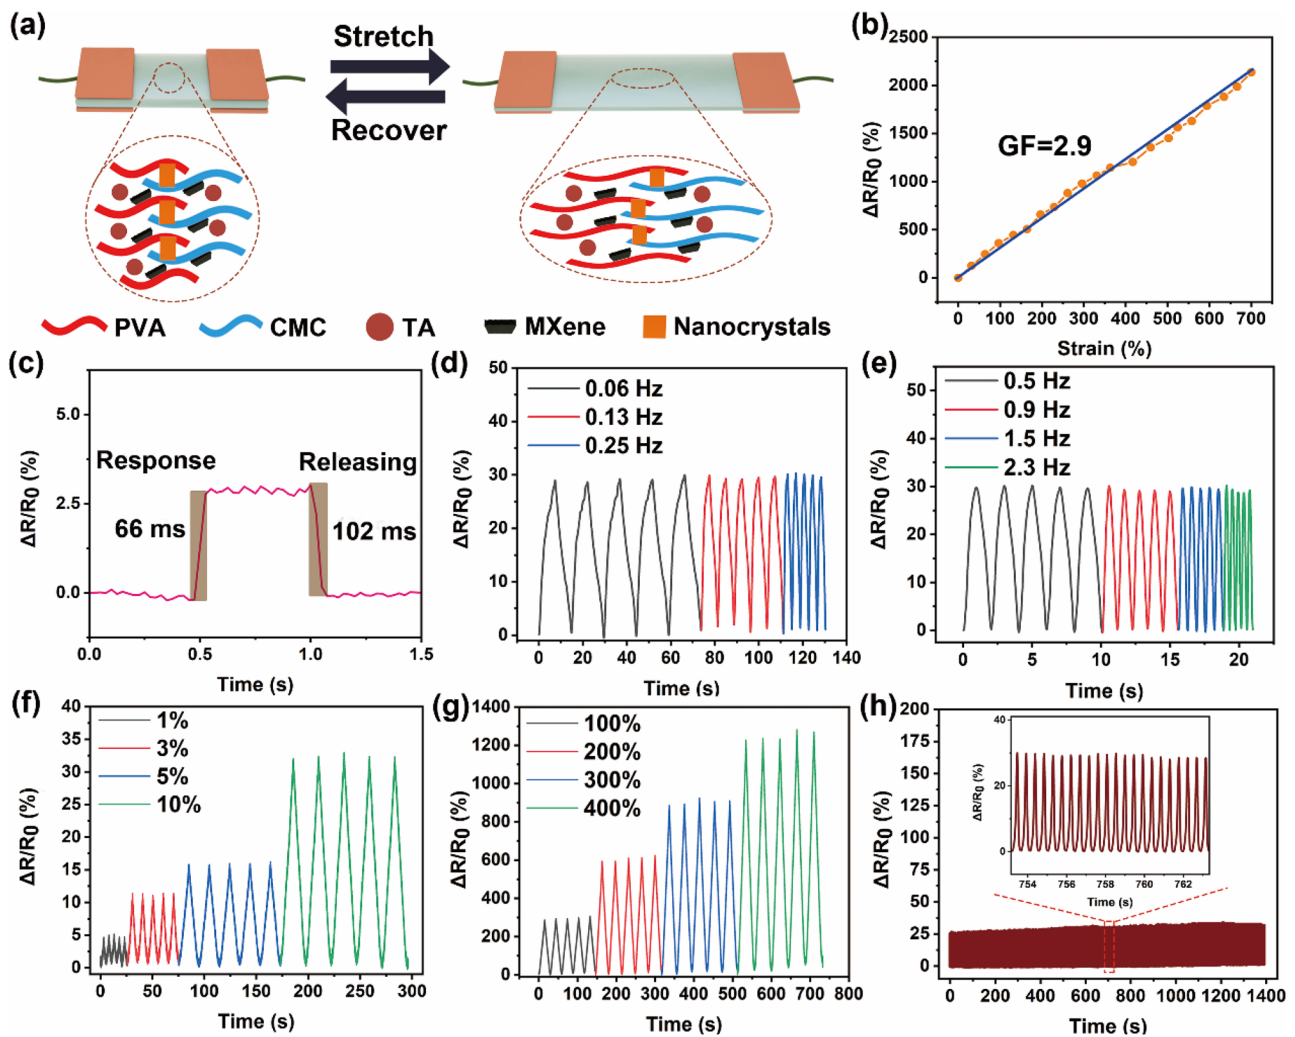 (a)
Stretch
Recover
PVA
CMC
TA
MXene
Nanocrystals
(b)
2500
2000
1500
1000
500
0
ΔR/R0 (%)
GF=2.9
0 100 200 300 400 500 600 700
Strain (%)
(c)
5.0
2.5
0.0
ΔR/R0 (%)
Response
Releasing
66 ms
102 ms
0.0 0.5 1.0 1.5
Time (s)
(d)
50
40
30
20
10
0
ΔR/R0 (%)
0.06 Hz
0.13 Hz
0.25 Hz
0 20 40 60 80 100 120 140
Time (s)
(e)
50
40
30
20
10
0
ΔR/R0 (%)
0.5 Hz
0.9 Hz
1.5 Hz
2.3 Hz
0 5 10 15 20
Time (s)
(f)
40
35
30
25
20
15
10
5
0
ΔR/R0 (%)
1%
3%
5%
10%
0 50 100 150 200 250 300
Time (s)
(g)
1400
1200
1000
800
600
400
200
0
ΔR/R0 (%)
100%
200%
300%
400%
0 100 200 300 400 500 600 700 800
Time (s)
(h)
200
175
150
125
100
75
50
25
0
ΔR/R0 (%)
40
20
0
ΔR/R0 (%)
754 756 758 760 762
Time (s)
0 200 400 600 800 1000 1200 1400
Time (s)